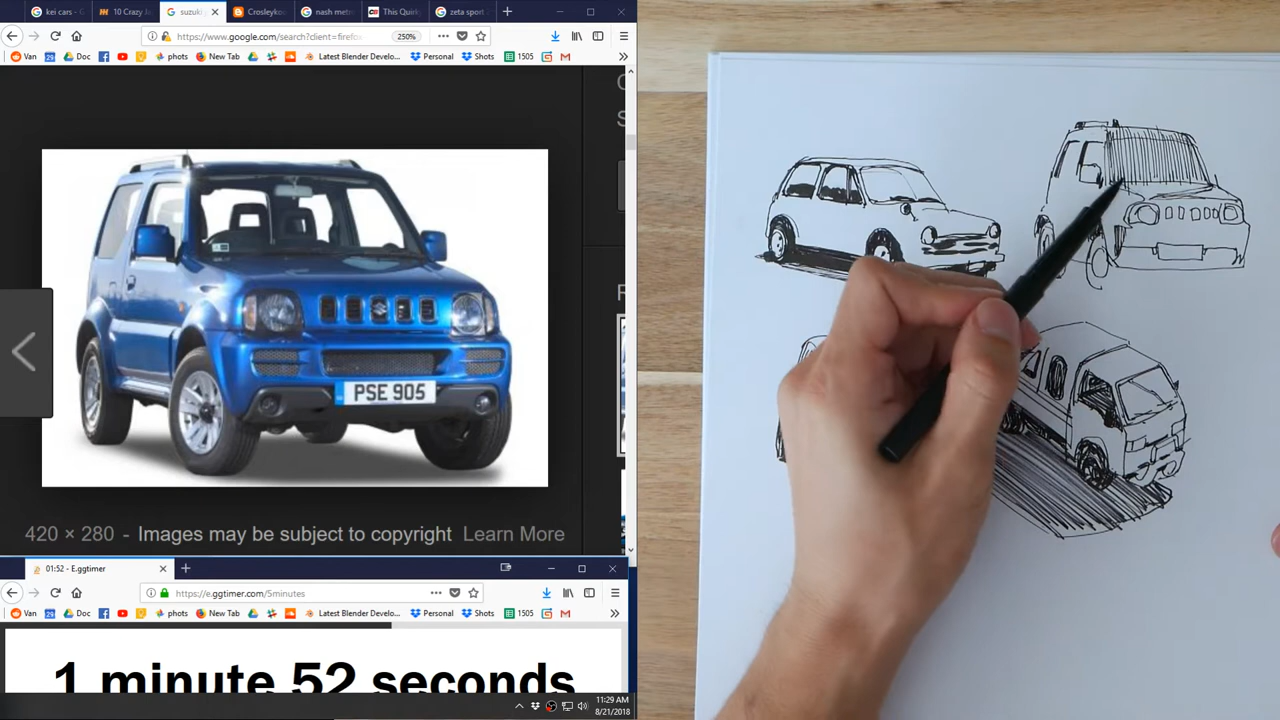 kei cars - G
10 Crazy Ja
suzuki
Crosleykoo
nash metr
This Quirky
zeta sport
https://www.google.com/search?client=firefox
250%
Van
Doc
phots
New Tab
Latest Blender Develo...
Personal
Shots
1505
PSE 905
420 × 280 - Images may be subject to copyright Learn More
01:52 - E.ggtimer
https://e.ggtimer.com/5minutes
Van
Doc
phots
New Tab
Latest Blender Develo...
Personal
Shots
1505
1 minute 52 seconds
11:29 AM
8/21/2018